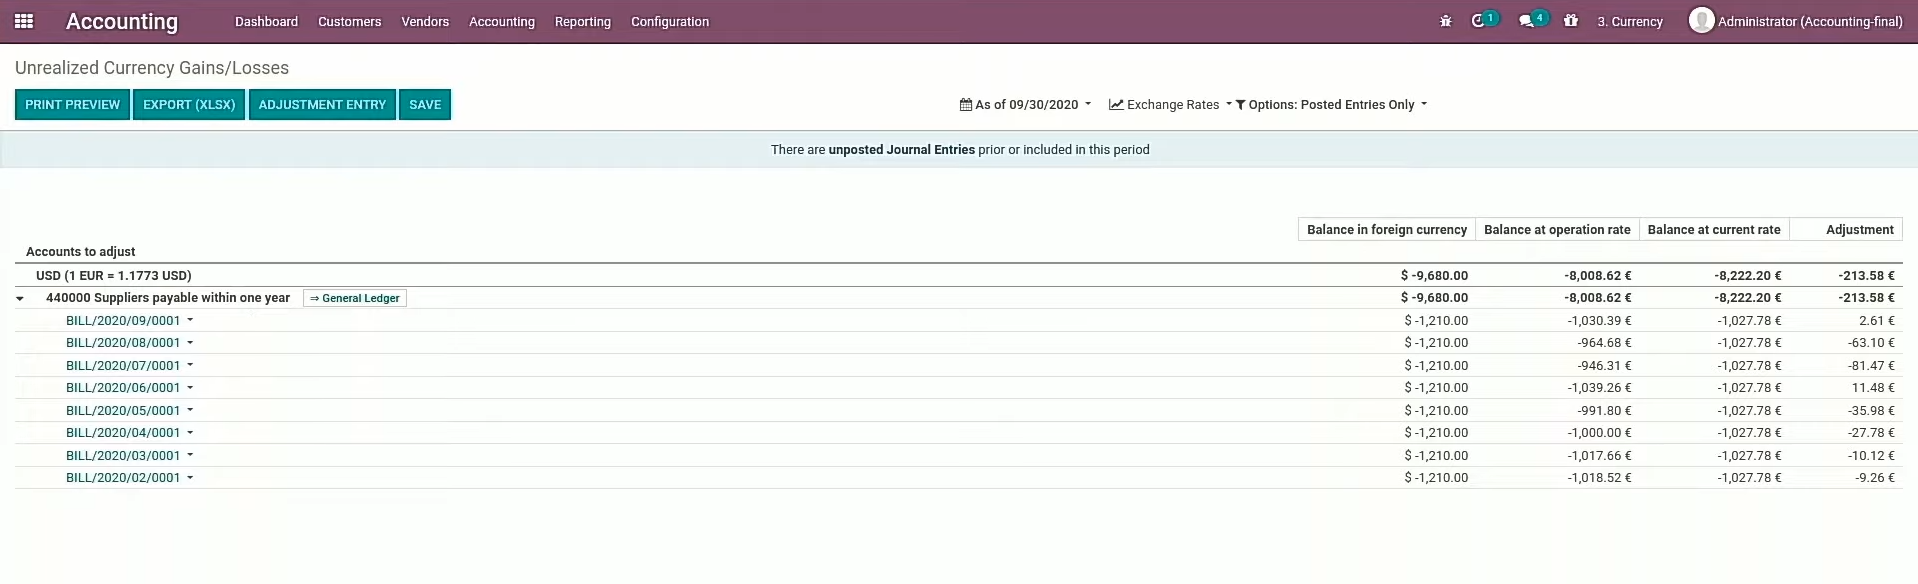 Accounting Dashboard Customers Vendors Accounting Reporting Configuration 1 4 3. Currency Administrator (Accounting-final)
Unrealized Currency Gains/Losses
PRINT PREVIEW EXPORT (XLSX) ADJUSTMENT ENTRY SAVE As of 09/30/2020 Exchange Rates Options: Posted Entries Only
There are unposted Journal Entries prior or included in this period
Balance in foreign currency Balance at operation rate Balance at current rate Adjustment
Accounts to adjust
USD (1 EUR = 1.1773 USD) $ -9,680.00 -8,008.62 € -8,222.20 € -213.58 €
440000 Suppliers payable within one year ⇒ General Ledger $ -9,680.00 -8,008.62 € -8,222.20 € -213.58 €
BILL/2020/09/0001 $ -1,210.00 -1,030.39 € -1,027.78 € 2.61 €
BILL/2020/08/0001 $ -1,210.00 -964.68 € -1,027.78 € -63.10 €
BILL/2020/07/0001 $ -1,210.00 -946.31 € -1,027.78 € -81.47 €
BILL/2020/06/0001 $ -1,210.00 -1,039.26 € -1,027.78 € 11.48 €
BILL/2020/05/0001 $ -1,210.00 -991.80 € -1,027.78 € -35.98 €
BILL/2020/04/0001 $ -1,210.00 -1,000.00 € -1,027.78 € -27.78 €
BILL/2020/03/0001 $ -1,210.00 -1,017.66 € -1,027.78 € -10.12 €
BILL/2020/02/0001 $ -1,210.00 -1,018.52 € -1,027.78 € -9.26 €